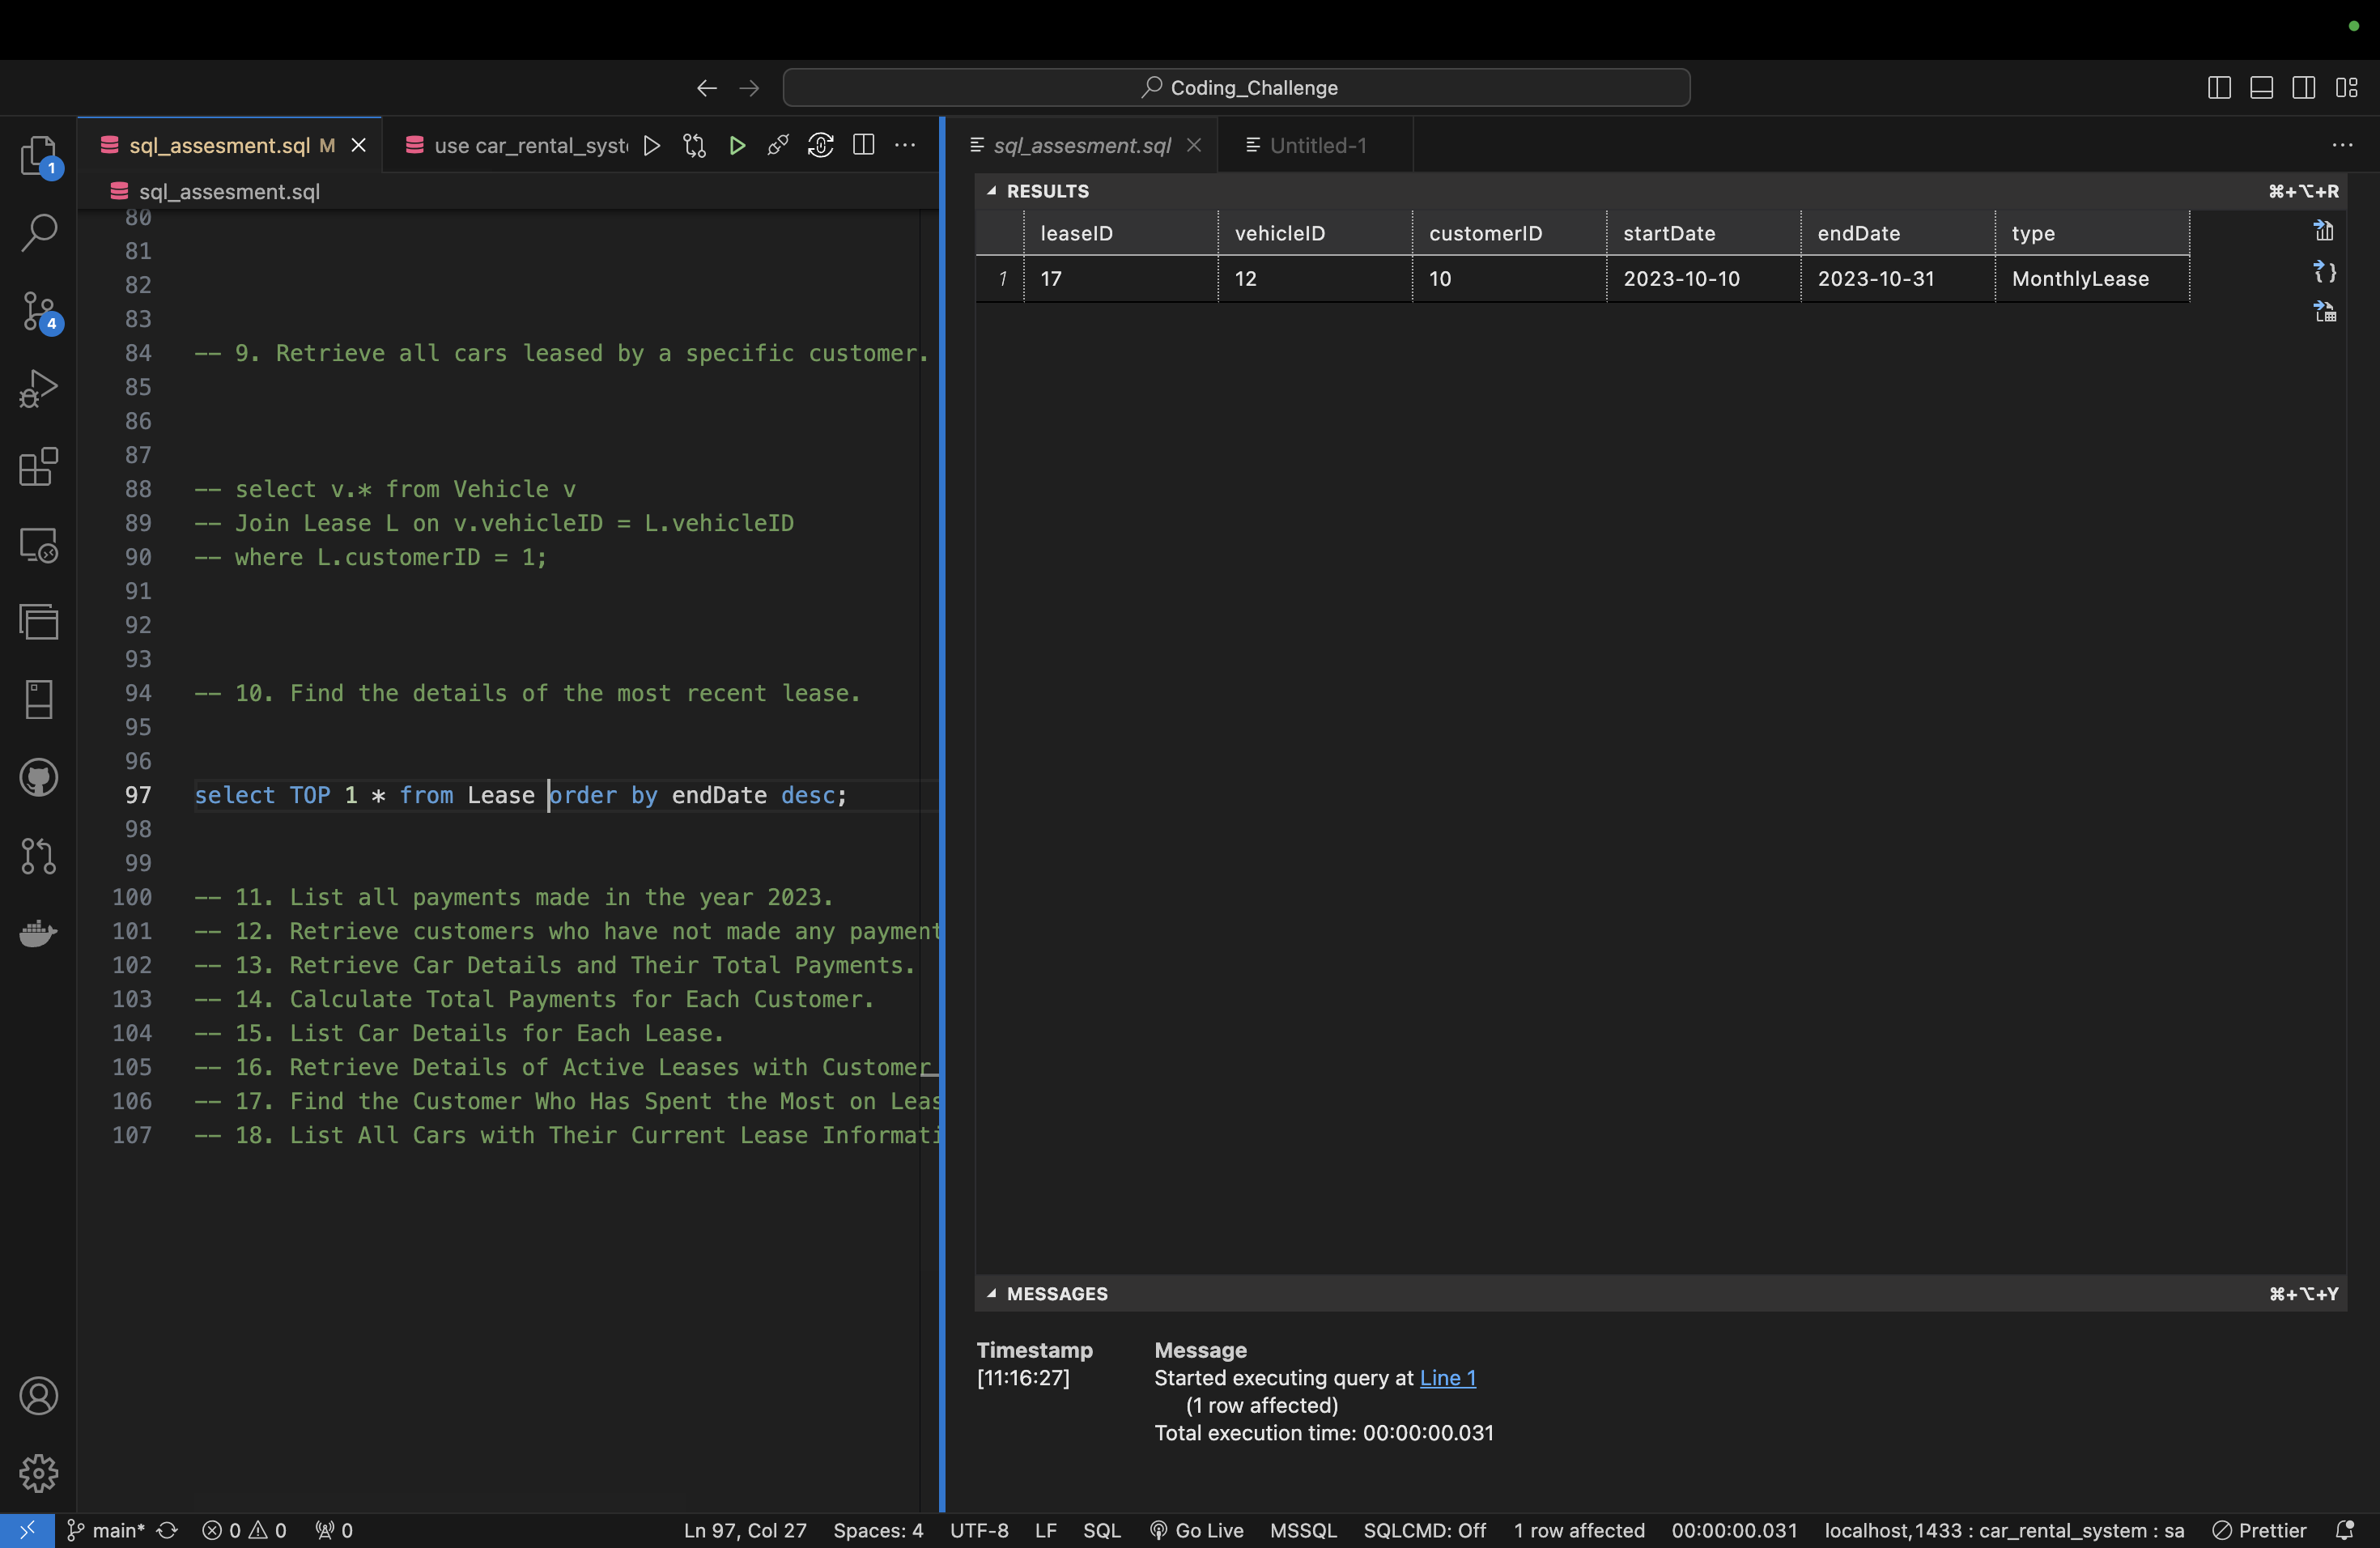 Coding_Challenge
sql_assesment.sql M
use car_rental_syst
sql_assesment.sql
80
81
82
83
84 -- 9. Retrieve all cars leased by a specific customer.
85
86
87
88 -- select v.* from Vehicle v
89 -- Join Lease L on v.vehicleID = L.vehicleID
90 -- where L.customerID = 1;
91
92
93
94 -- 10. Find the details of the most recent lease.
95
96
97 select TOP 1 * from Lease order by endDate desc;
98
99
100 -- 11. List all payments made in the year 2023.
101 -- 12. Retrieve customers who have not made any payment
102 -- 13. Retrieve Car Details and Their Total Payments.
103 -- 14. Calculate Total Payments for Each Customer.
104 -- 15. List Car Details for Each Lease.
105 -- 16. Retrieve Details of Active Leases with Customer
106 -- 17. Find the Customer Who Has Spent the Most on Leas
107 -- 18. List All Cars with Their Current Lease Informati
1
4
sql_assesment.sql
Untitled-1
RESULTS ⌘+⌥+R
leaseID vehicleID customerID startDate endDate type
1 17 12 10 2023-10-10 2023-10-31 MonthlyLease
MESSAGES ⌘+⌥+Y
Timestamp Message
[11:16:27] Started executing query at Line 1
(1 row affected)
Total execution time: 00:00:00.031
main* 0 0 0 Ln 97, Col 27 Spaces: 4 UTF-8 LF SQL Go Live MSSQL SQLCMD: Off 1 row affected 00:00:00.031 localhost,1433 : car_rental_system : sa Prettier